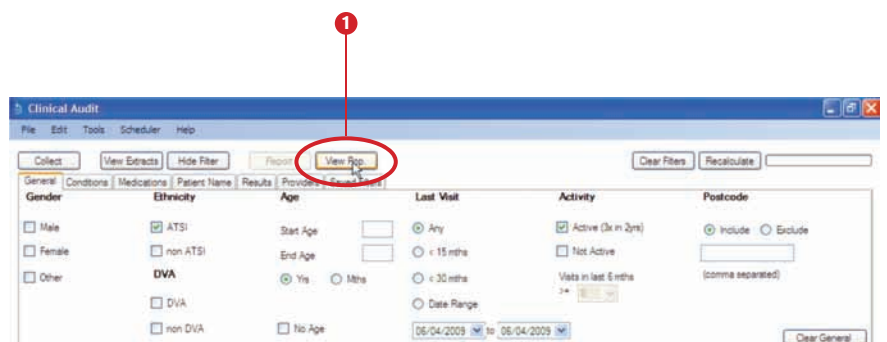 1
Clinical Audit
File Edit Tools Scheduler Help
Collect View Extracts Hide Filter Report View Pop. Clear Filters Recalculate
General Conditions Medications Patient Name Results Providers Saved Filters
Gender Ethnicity Age Last Visit Activity Postcode
Male ATSI Start Age Any Active (3x in 2yrs) Include Exclude
Female non ATSI End Age < 15 mths Not Active
Other DVA Yrs Mths < 30 mths Visits in last 6 mths (comma separated)
DVA Date Range >=
non DVA No Age 06/04/2009 to 06/04/2009 Clear General